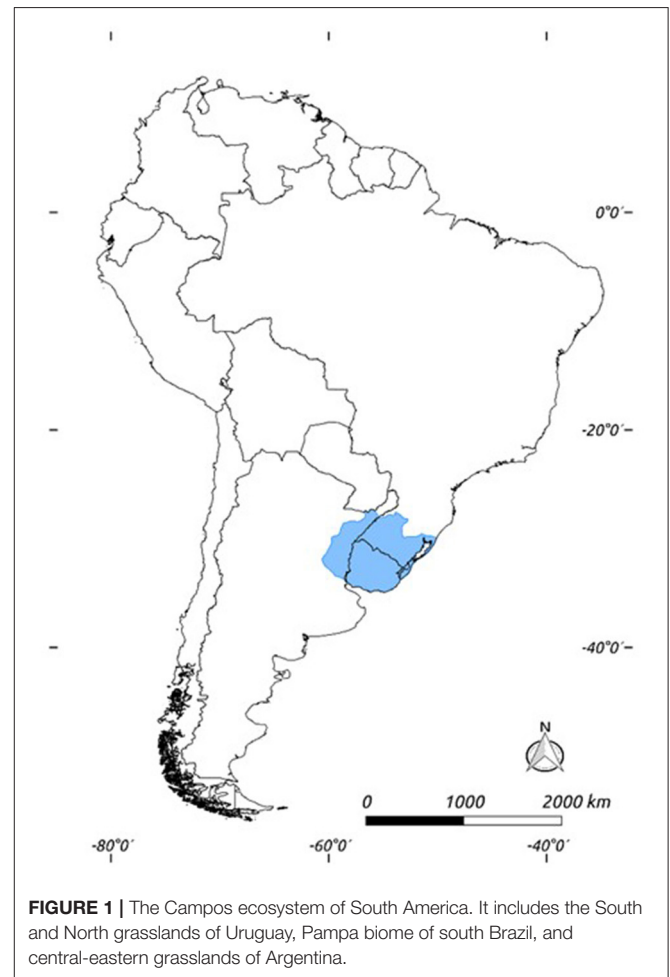 0°0´
-20°0´
-40°0´
N
0 1000 2000 km
-80°0´ -60°0´ -40°0´
FIGURE 1 | The Campos ecosystem of South America. It includes the South
and North grasslands of Uruguay, Pampa biome of south Brazil, and
central-eastern grasslands of Argentina.